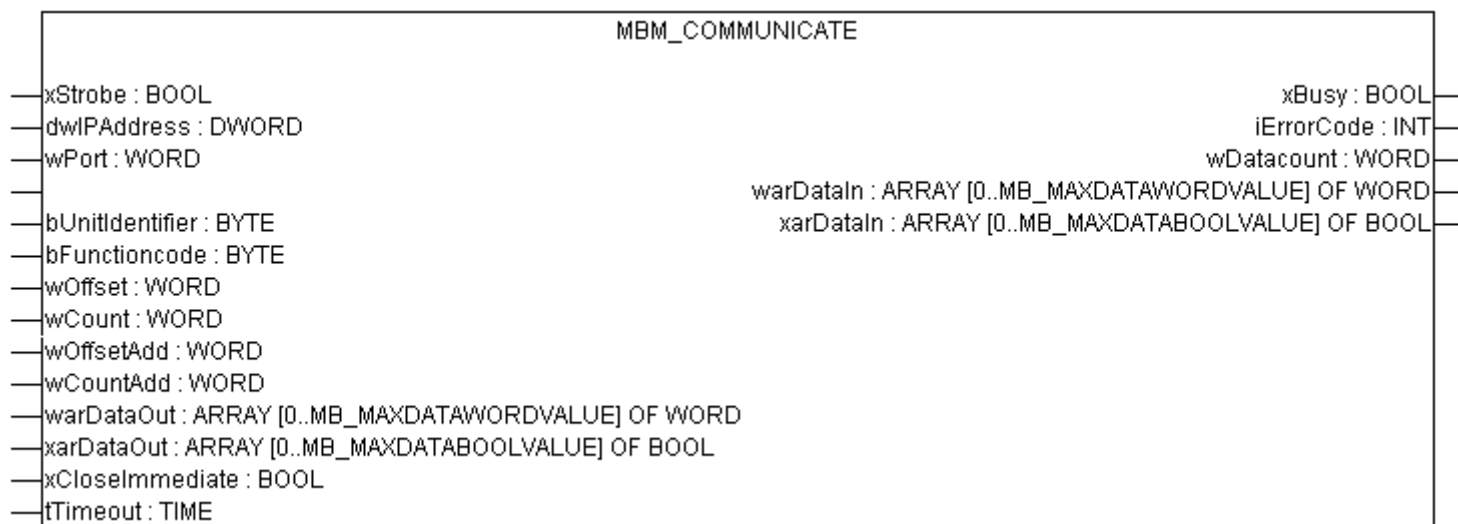 MBM_COMMUNICATE
xStrobe : BOOL
xBusy : BOOL
dwIPAddress : DWORD
iErrorCode : INT
wPort : WORD
wDatacount : WORD
warDataIn : ARRAY [0..MB_MAXDATAWORDVALUE] OF WORD
bUnitIdentifier : BYTE
xarDataIn : ARRAY [0..MB_MAXDATABOOLVALUE] OF BOOL
bFunctioncode : BYTE
wOffset : WORD
wCount : WORD
wOffsetAdd : WORD
wCountAdd : WORD
warDataOut : ARRAY [0..MB_MAXDATAWORDVALUE] OF WORD
xarDataOut : ARRAY [0..MB_MAXDATABOOLVALUE] OF BOOL
xCloseImmediate : BOOL
tTimeout : TIME